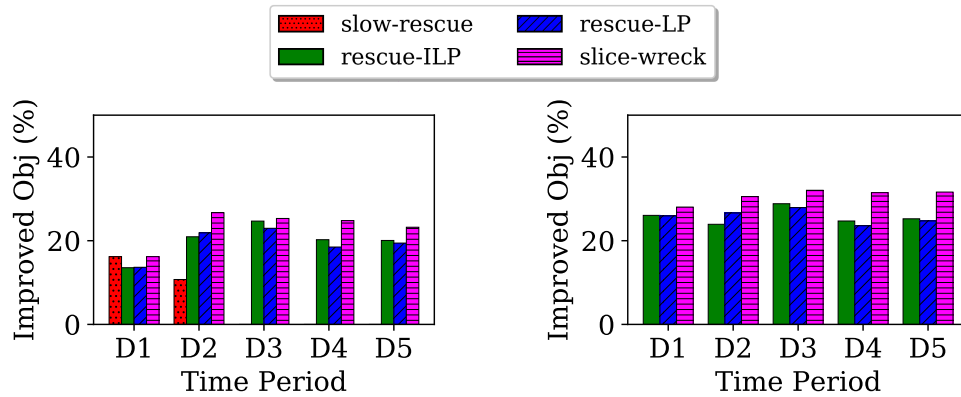 slow-rescue
rescue-LP
rescue-ILP
slice-wreck
Improved Obj (%)
40
20
0
D1 D2 D3 D4 D5
Time Period
Improved Obj (%)
40
20
0
D1 D2 D3 D4 D5
Time Period